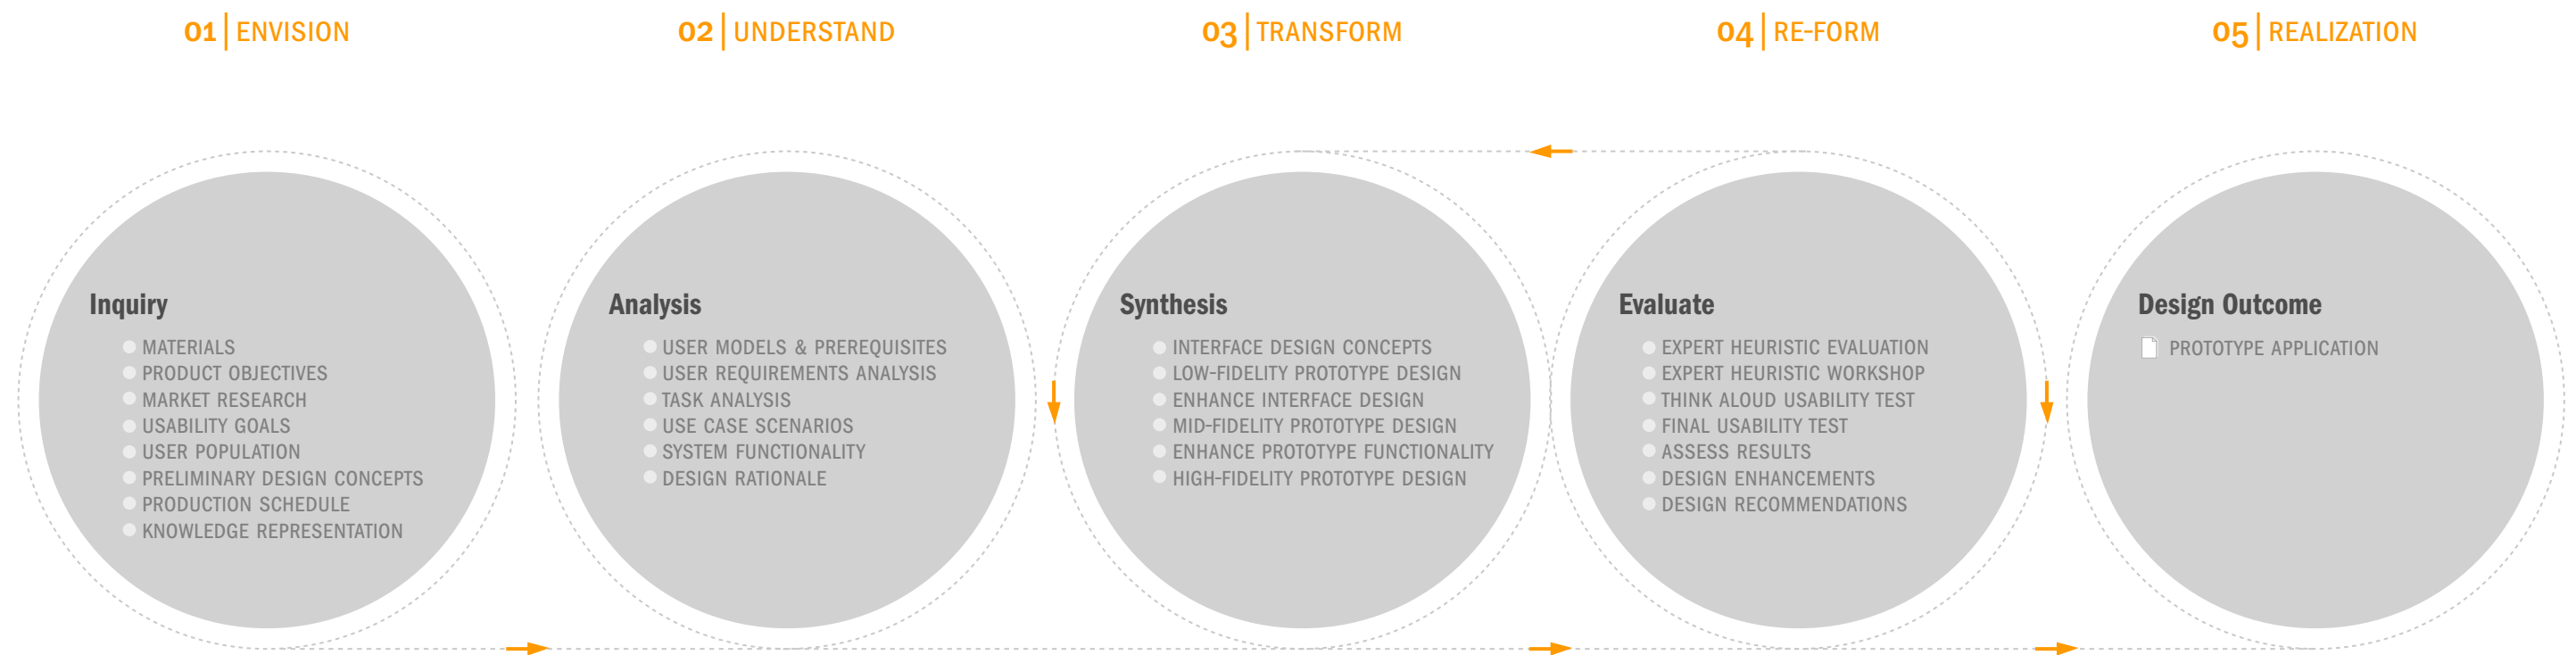 01 | ENVISION
02 | UNDERSTAND
03 | TRANSFORM
04 | RE-FORM
05 | REALIZATION
Inquiry
MATERIALS
PRODUCT OBJECTIVES
MARKET RESEARCH
USABILITY GOALS
USER POPULATION
PRELIMINARY DESIGN CONCEPTS
PRODUCTION SCHEDULE
KNOWLEDGE REPRESENTATION
Analysis
USER MODELS & PREREQUISITES
USER REQUIREMENTS ANALYSIS
TASK ANALYSIS
USE CASE SCENARIOS
SYSTEM FUNCTIONALITY
DESIGN RATIONALE
Synthesis
INTERFACE DESIGN CONCEPTS
LOW-FIDELITY PROTOTYPE DESIGN
ENHANCE INTERFACE DESIGN
MID-FIDELITY PROTOTYPE DESIGN
ENHANCE PROTOTYPE FUNCTIONALITY
HIGH-FIDELITY PROTOTYPE DESIGN
Evaluate
EXPERT HEURISTIC EVALUATION
EXPERT HEURISTIC WORKSHOP
THINK ALOUD USABILITY TEST
FINAL USABILITY TEST
ASSESS RESULTS
DESIGN ENHANCEMENTS
DESIGN RECOMMENDATIONS
Design Outcome
PROTOTYPE APPLICATION